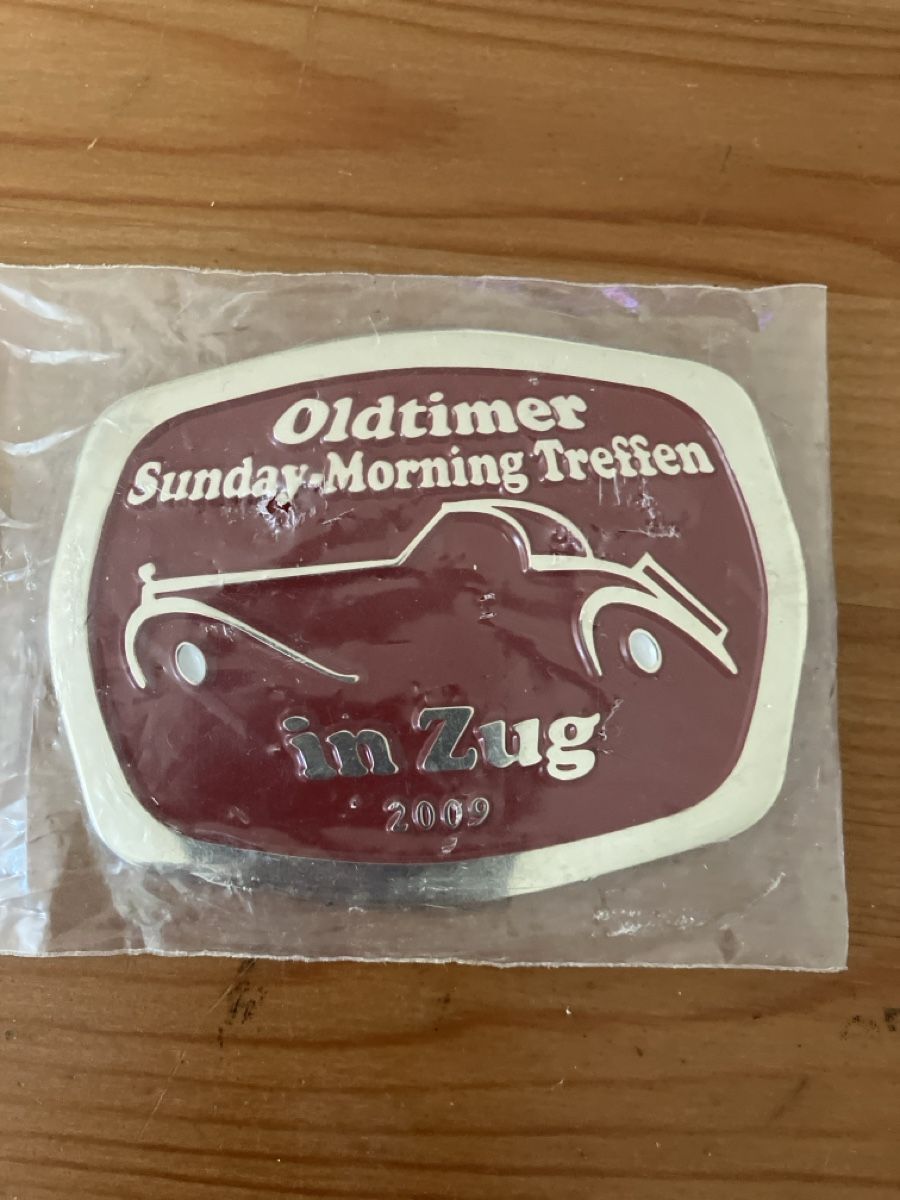 Oldtimer
Sunday-Morning Treffen
in Zug
2009